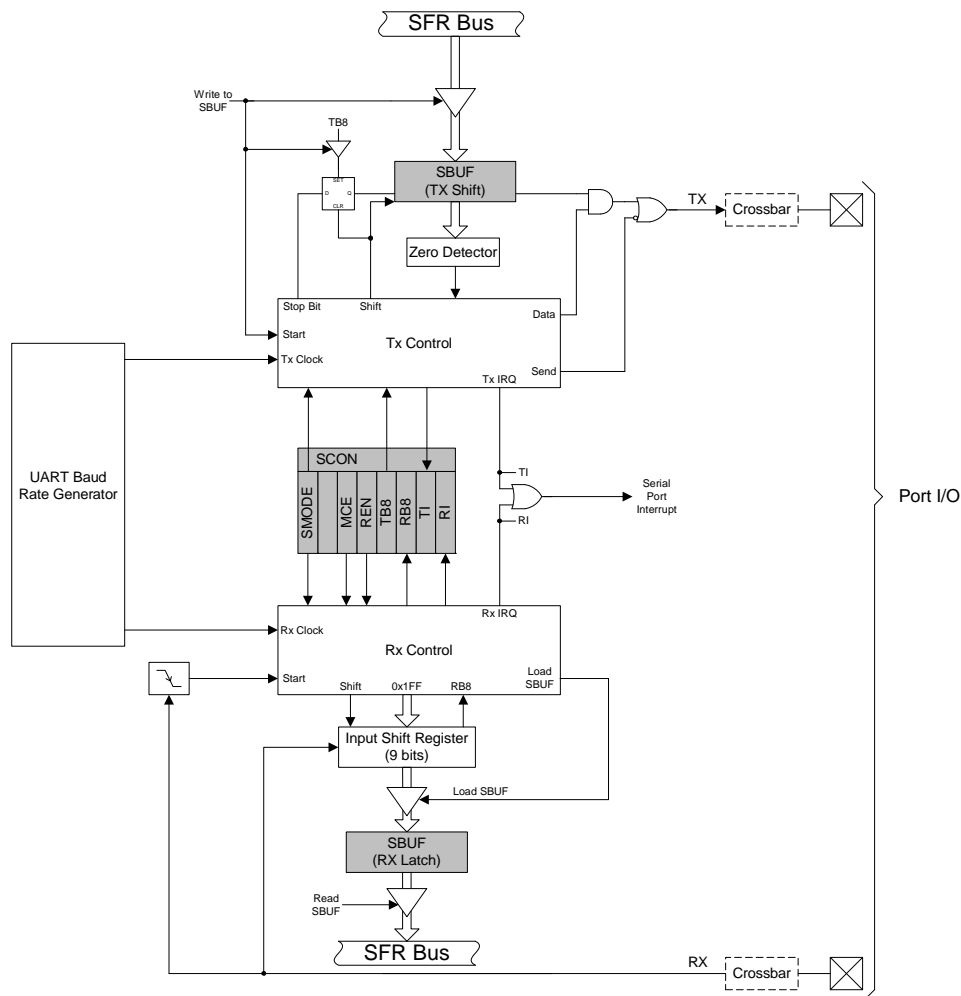 SFR Bus
Write to
SBUF
TB8
SET
D Q
CLR
SBUF
(TX Shift)
TX
Crossbar
Zero Detector
Stop Bit
Shift
Data
Start
Tx Control
Tx Clock
Send
Tx IRQ
UART Baud
Rate Generator
SCON
SMODE
MCE
REN
TB8
RB8
TI
RI
TI
RI
Serial
Port
Interrupt
Port I/O
Rx IRQ
Rx Clock
Rx Control
Start
Load
SBUF
Shift
0x1FF
RB8
Input Shift Register
(9 bits)
Load SBUF
SBUF
(RX Latch)
Read
SBUF
SFR Bus
RX
Crossbar